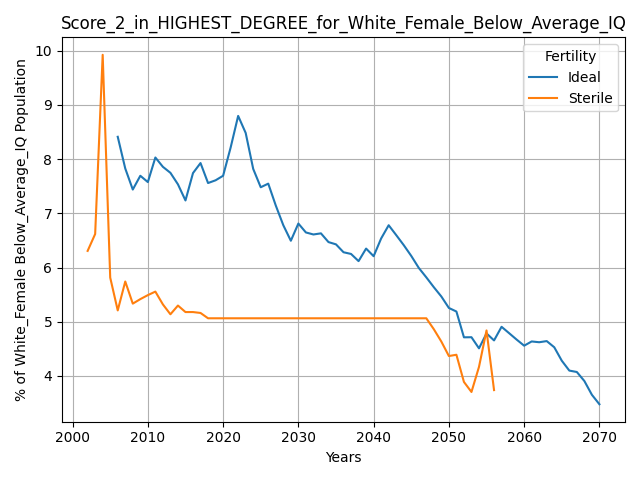 Score_2_in_HIGHEST_DEGREE_for_White_Female_Below_Average_IQ
Fertility
Ideal
Sterile
% of White_Female Below_Average_IQ Population
10
9
8
7
6
5
4
2000 2010 2020 2030 2040 2050 2060 2070
Years